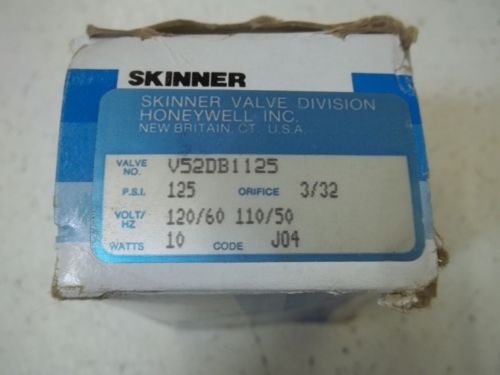 SKINNER
SKINNER VALVE DIVISION
HONEYWELL INC.
NEW BRITAIN, CT. U.S.A.
VALVE NO. V52DB1125
P.S.I. 125 ORIFICE 3/32
VOLT/HZ 120/60 110/50
WATTS 10 CODE J04